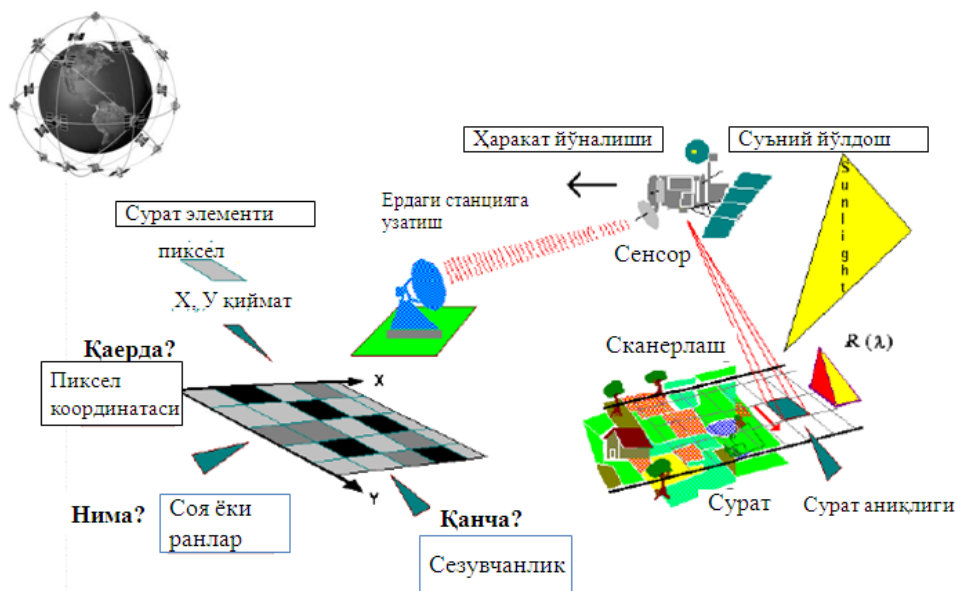 Ҳаракат йўналиши
Суъний йўлдош
Sunlight
Сурат элементи
Ердаги станцияга
узатиш
пиксел
Сенсор
Х, У қиймат
Қаерда?
Сканерлаш
R (λ)
Пиксел
координатаси
X
Y
Нима?
Соя ёки
ранлар
Қанча?
Сурат
Сурат аниқлиги
Сезувчанлик